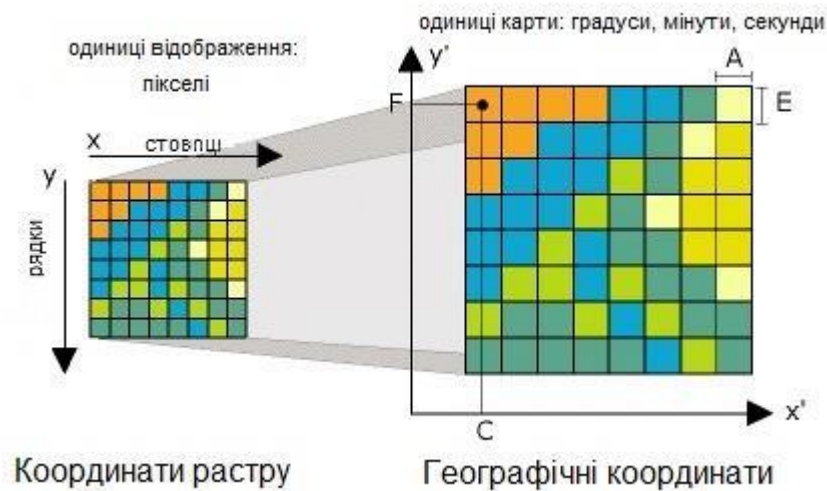 одиниці відображення:
пікселі
x
стовпці
y
рядки
одиниці карти: градуси, мінути, секунди
y'
A
F
E
C
x'
Координати растру
Географічні координати